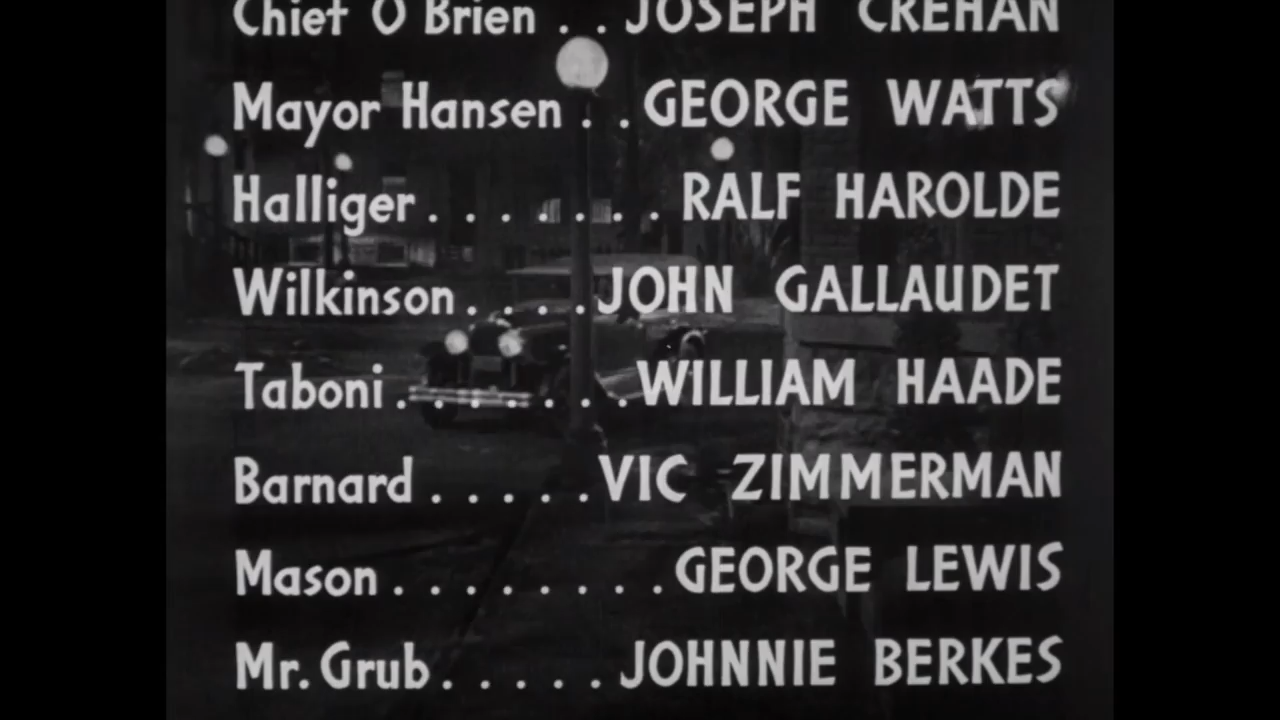 Chief O'Brien . . JOSEPH CREHAN
Mayor Hansen . . GEORGE WATTS
Halliger . . . . . . . RALF HAROLDE
Wilkinson . . . . JOHN GALLAUDET
Taboni . . . . . . . WILLIAM HAADE
Barnard . . . . . VIC ZIMMERMAN
Mason . . . . . . . . GEORGE LEWIS
Mr. Grub . . . . . JOHNNIE BERKES